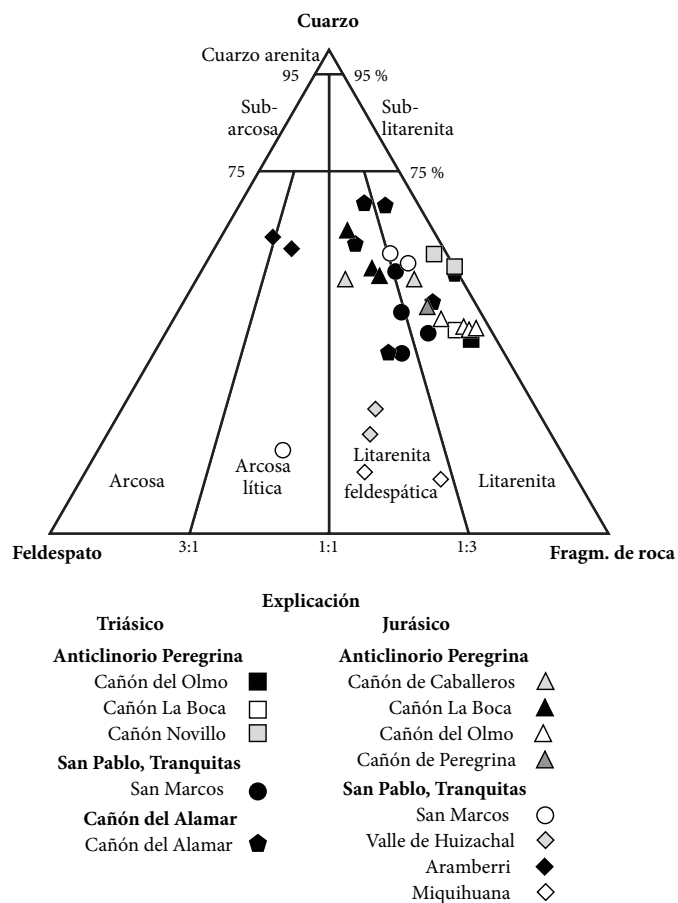 Cuarzo
Cuarzo arenita
95
95 %
Sub-
arcosa
Sub-
litarenita
75
75 %
Arcosa
Arcosa
lítica
Litarenita
feldespática
Litarenita
Feldespato
3:1
1:1
1:3
Fragm. de roca
Explicación
Triásico
Anticlinorio Peregrina
Cañón del Olmo
Cañón La Boca
Cañón Novillo
San Pablo, Tranquitas
San Marcos
Cañón del Alamar
Cañón del Alamar
Jurásico
Anticlinorio Peregrina
Cañón de Caballeros
Cañón La Boca
Cañón del Olmo
Cañón de Peregrina
San Pablo, Tranquitas
San Marcos
Valle de Huizachal
Aramberri
Miquihuana